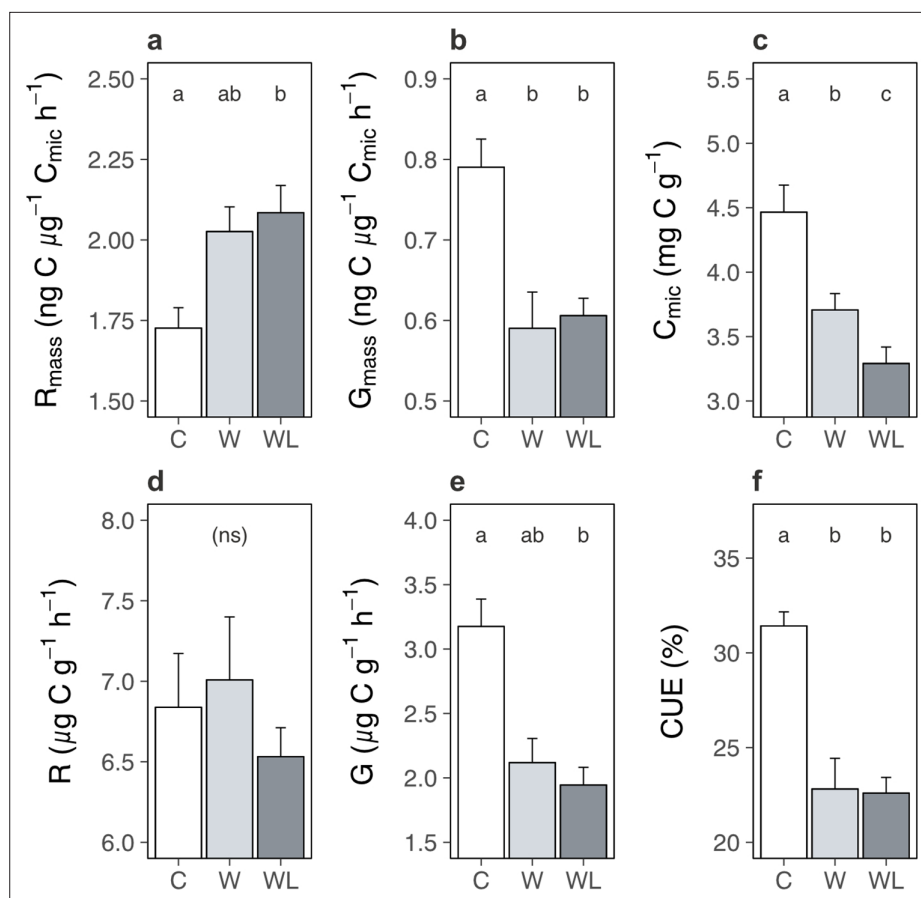 a
R_mass (ng C µg⁻¹ C_mic h⁻¹)
2.50
2.25
2.00
1.75
1.50
a ab b
C W WL
b
G_mass (ng C µg⁻¹ C_mic h⁻¹)
0.9
0.8
0.7
0.6
0.5
a b b
C W WL
c
C_mic (mg C g⁻¹)
5.5
5.0
4.5
4.0
3.5
3.0
a b c
C W WL
d
R (µg C g⁻¹ h⁻¹)
8.0
7.5
7.0
6.5
6.0
(ns)
C W WL
e
G (µg C g⁻¹ h⁻¹)
4.0
3.5
3.0
2.5
2.0
1.5
a ab b
C W WL
f
CUE (%)
35
30
25
20
a b b
C W WL